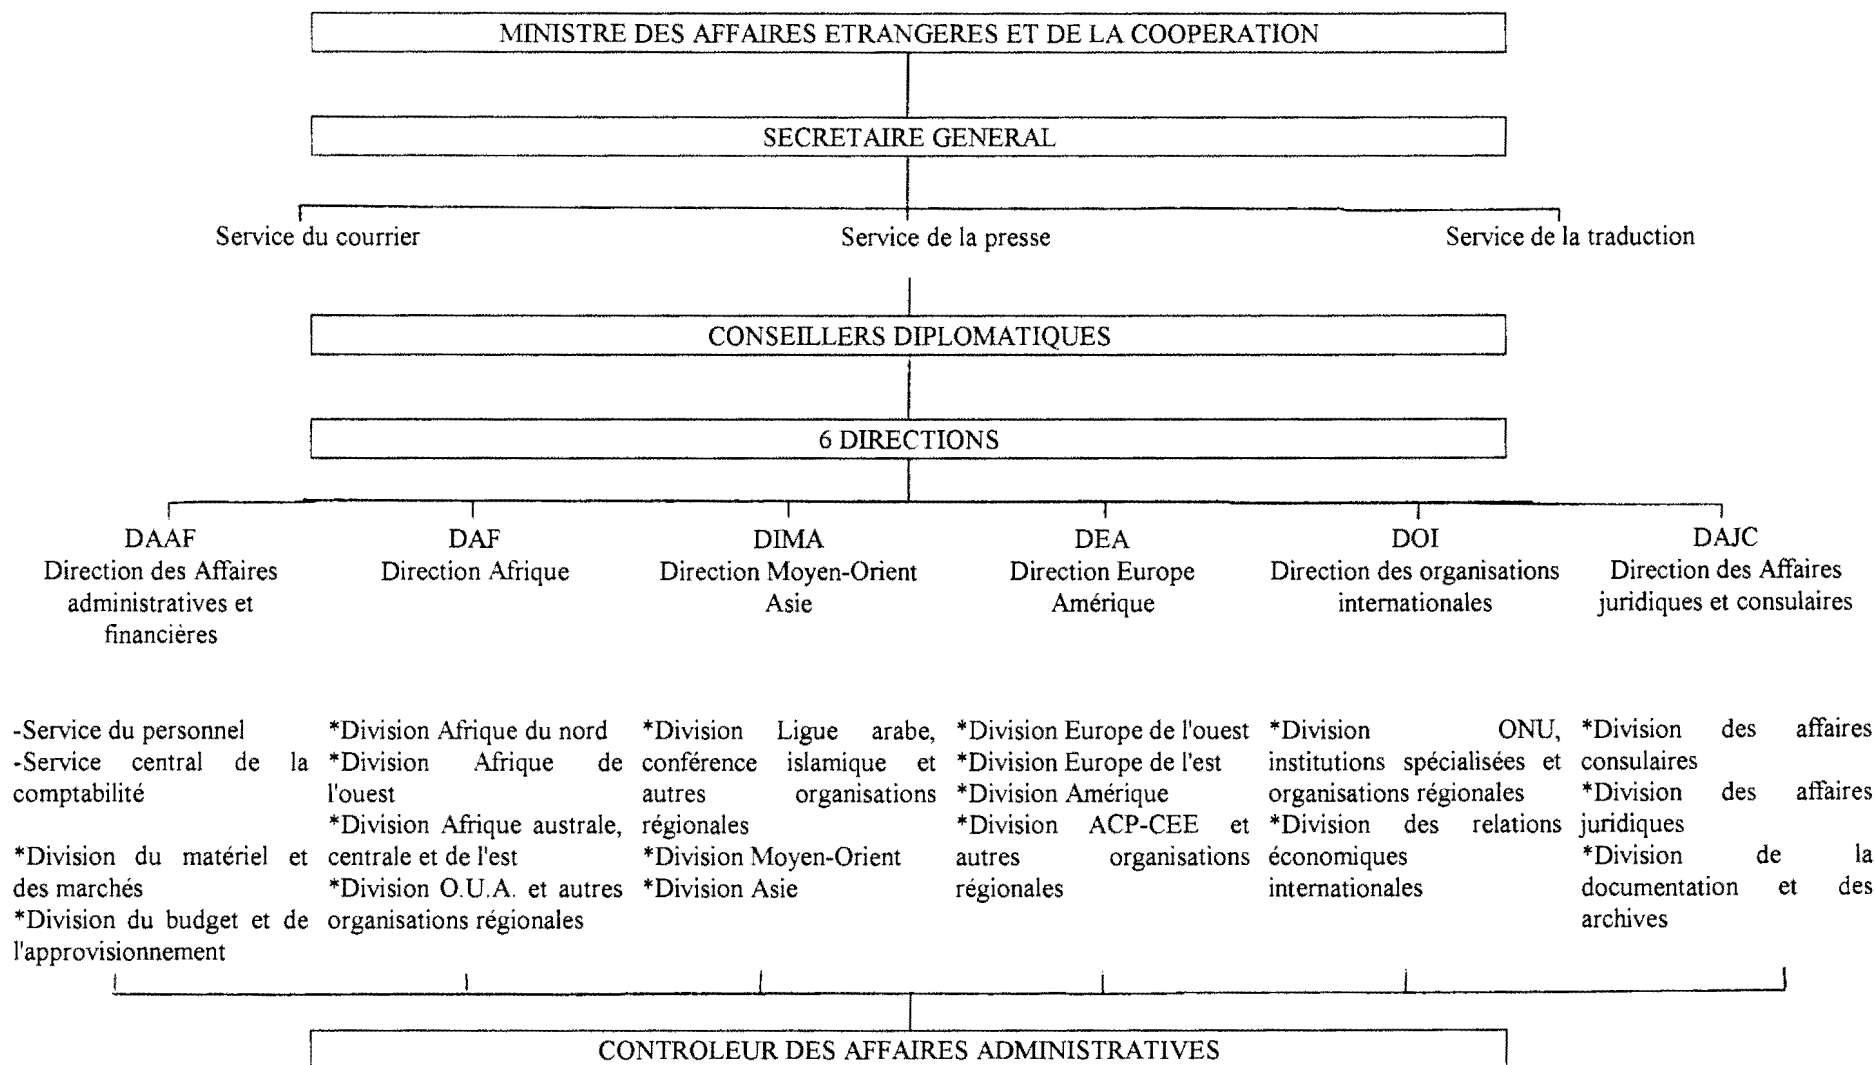 MINISTRE DES AFFAIRES ETRANGERES ET DE LA COOPERATION
SECRETAIRE GENERAL
Service du courrier
Service de la presse
Service de la traduction
CONSEILLERS DIPLOMATIQUES
6 DIRECTIONS
DAAF
Direction des Affaires
administratives et
financières
DAF
Direction Afrique
DIMA
Direction Moyen-Orient
Asie
DEA
Direction Europe
Amérique
DOI
Direction des organisations
internationales
DAJC
Direction des Affaires
juridiques et consulaires
-Service du personnel
-Service central de la
comptabilité
*Division du matériel et
des marchés
*Division du budget et de
l'approvisionnement
*Division Afrique du nord
*Division Afrique de
l'ouest
*Division Afrique australe,
centrale et de l'est
*Division O.U.A. et autres
organisations régionales
*Division Ligue arabe,
conférence islamique et
autres organisations
régionales
*Division Moyen-Orient
*Division Asie
*Division Europe de l'ouest
*Division Europe de l'est
*Division Amérique
*Division ACP-CEE et
autres organisations
régionales
*Division ONU,
institutions spécialisées et
organisations régionales
*Division des relations
économiques
internationales
*Division des affaires
consulaires
*Division des affaires
juridiques
*Division de la
documentation et des
archives
CONTROLEUR DES AFFAIRES ADMINISTRATIVES